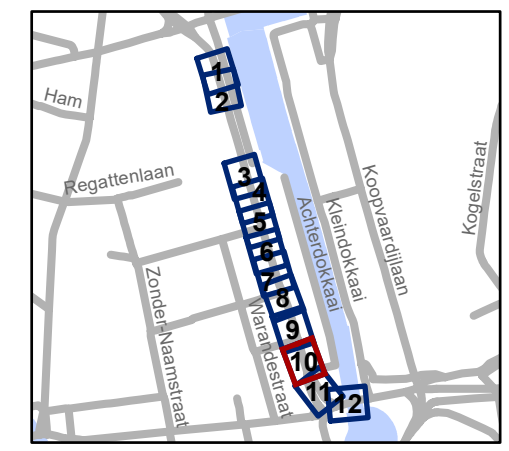 1
2
Ham
Regattenlaan
3
4
5
6
7
8
9
10
11
12
Zonder-Naamstraat
Warandestraat
Achterdokkaai
Kleindokkaai
Koopvaardijlaan
Kogelstraat